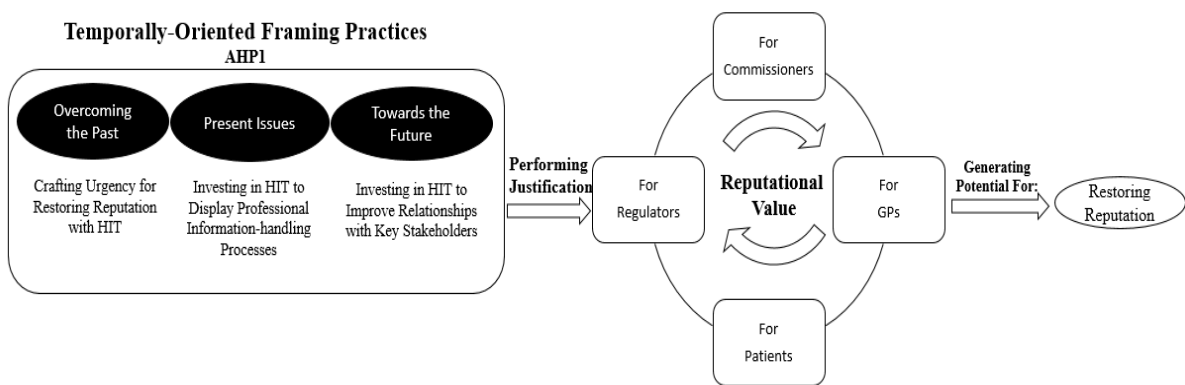 Temporally-Oriented Framing Practices
AHP1
Overcoming
the Past
Present Issues
Towards the
Future
Crafting Urgency for
Restoring Reputation
with HIT
Investing in HIT to
Display Professional
Information-handling
Processes
Investing in HIT to
Improve Relationships
with Key Stakeholders
Performing
Justification
For
Commissioners
For
Regulators
Reputational
Value
For
GPs
For
Patients
Generating
Potential For:
Restoring
Reputation